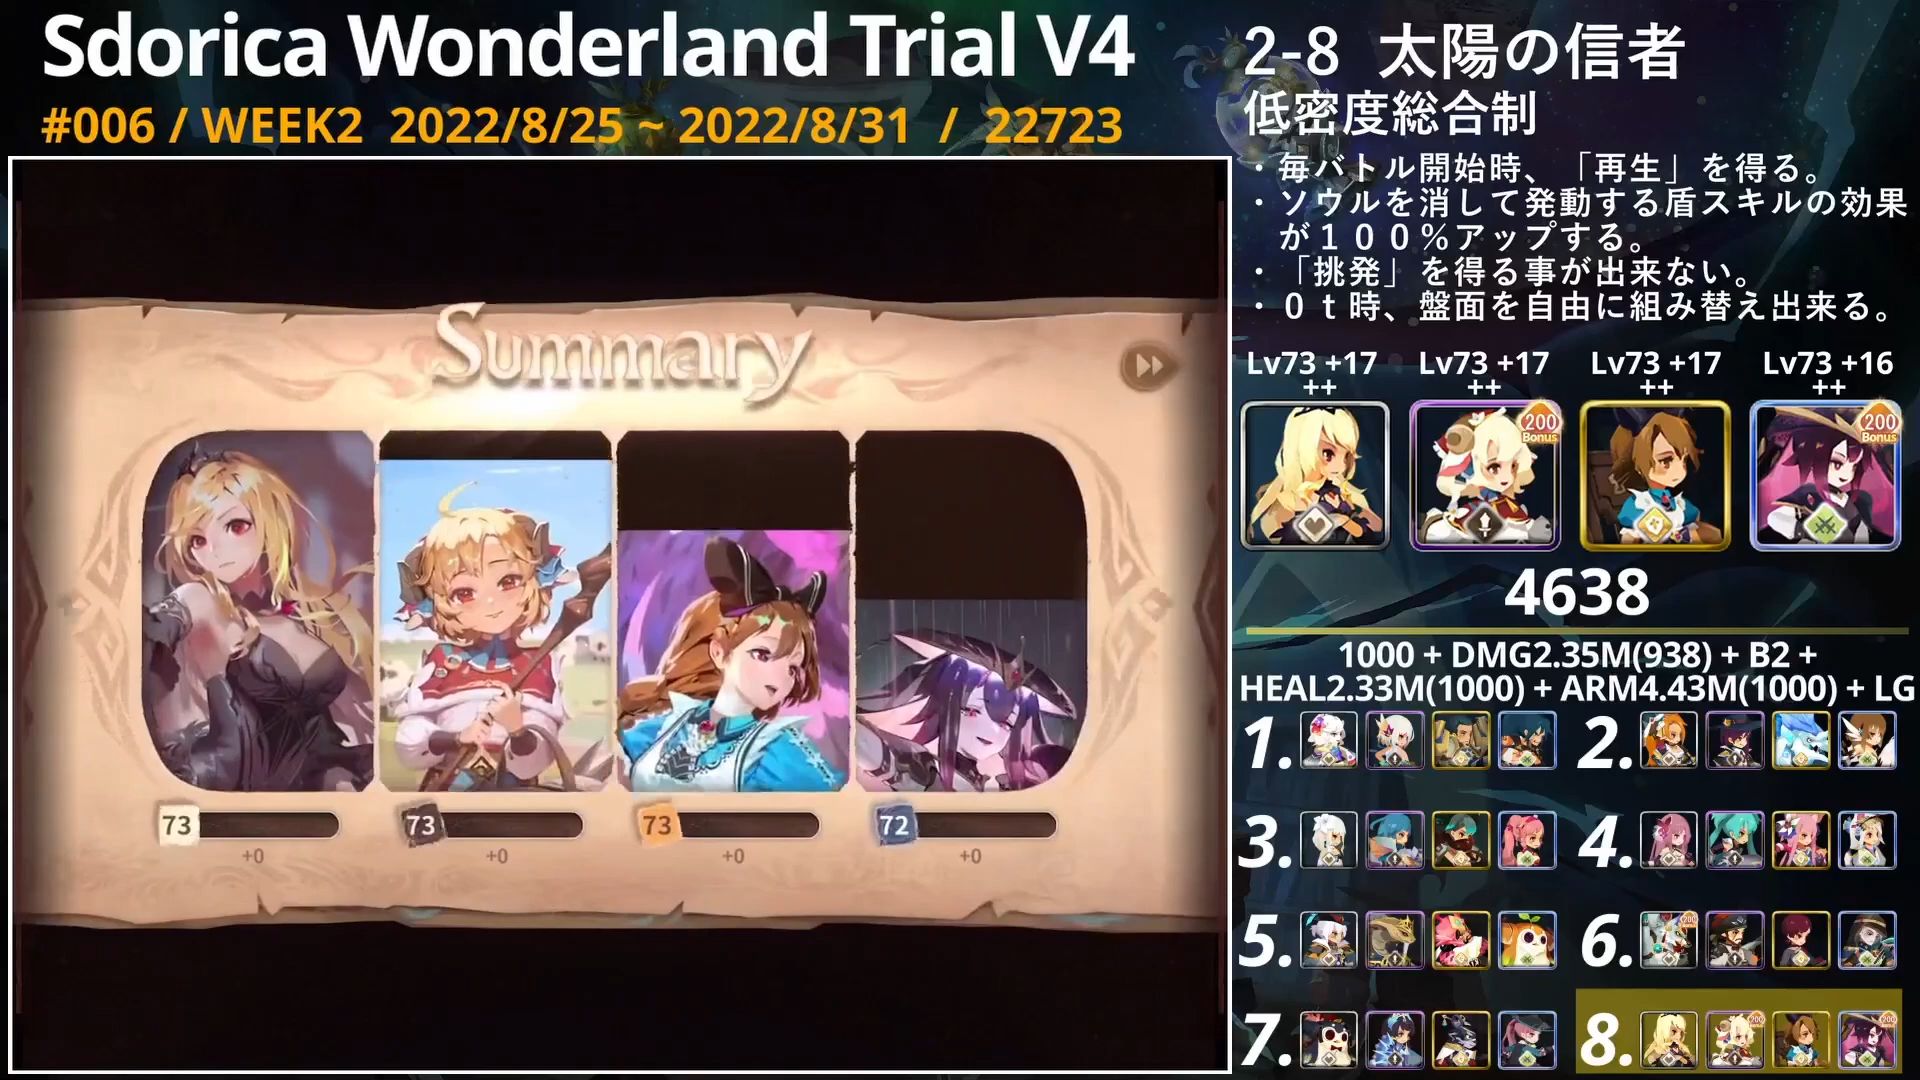 Sdorica Wonderland Trial V4
#006 / WEEK2 2022/8/25 ~ 2022/8/31 / 22723
2-8 太陽の信者
低密度総合制
・毎バトル開始時、「再生」を得る。
・ソウルを消して発動する盾スキルの効果
が１００％アップする。
・「挑発」を得る事が出来ない。
・０ｔ時、盤面を自由に組み替え出来る。
Summary
73
73
73
72
+0
+0
+0
+0
Lv73 +17
++
Lv73 +17
++
Lv73 +17
++
Lv73 +16
++
200
Bonus
200
Bonus
4638
1000 + DMG2.35M(938) + B2 +
HEAL2.33M(1000) + ARM4.43M(1000) + LG
1.
2.
3.
4.
5.
6.
200
7.
8.
200
200